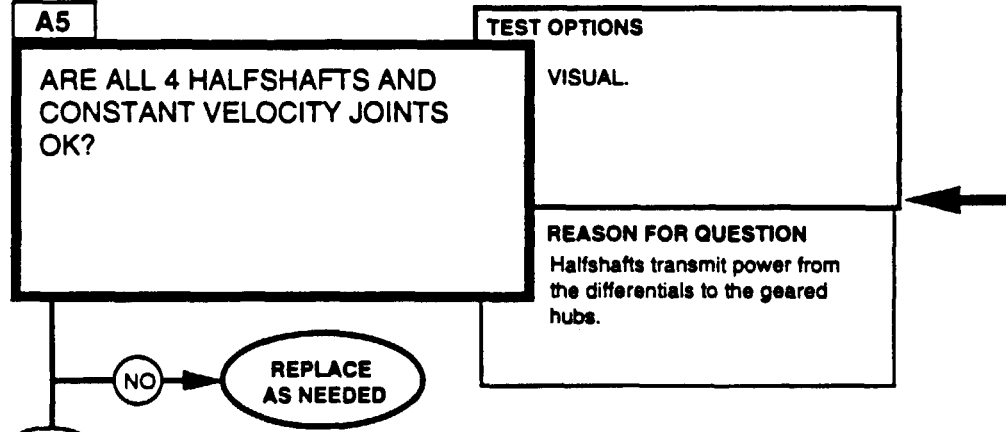 A5
ARE ALL 4 HALFSHAFTS AND
CONSTANT VELOCITY JOINTS
OK?
TEST OPTIONS
VISUAL.
REASON FOR QUESTION
Halfshafts transmit power from
the differentials to the geared
hubs.
NO
REPLACE
AS NEEDED